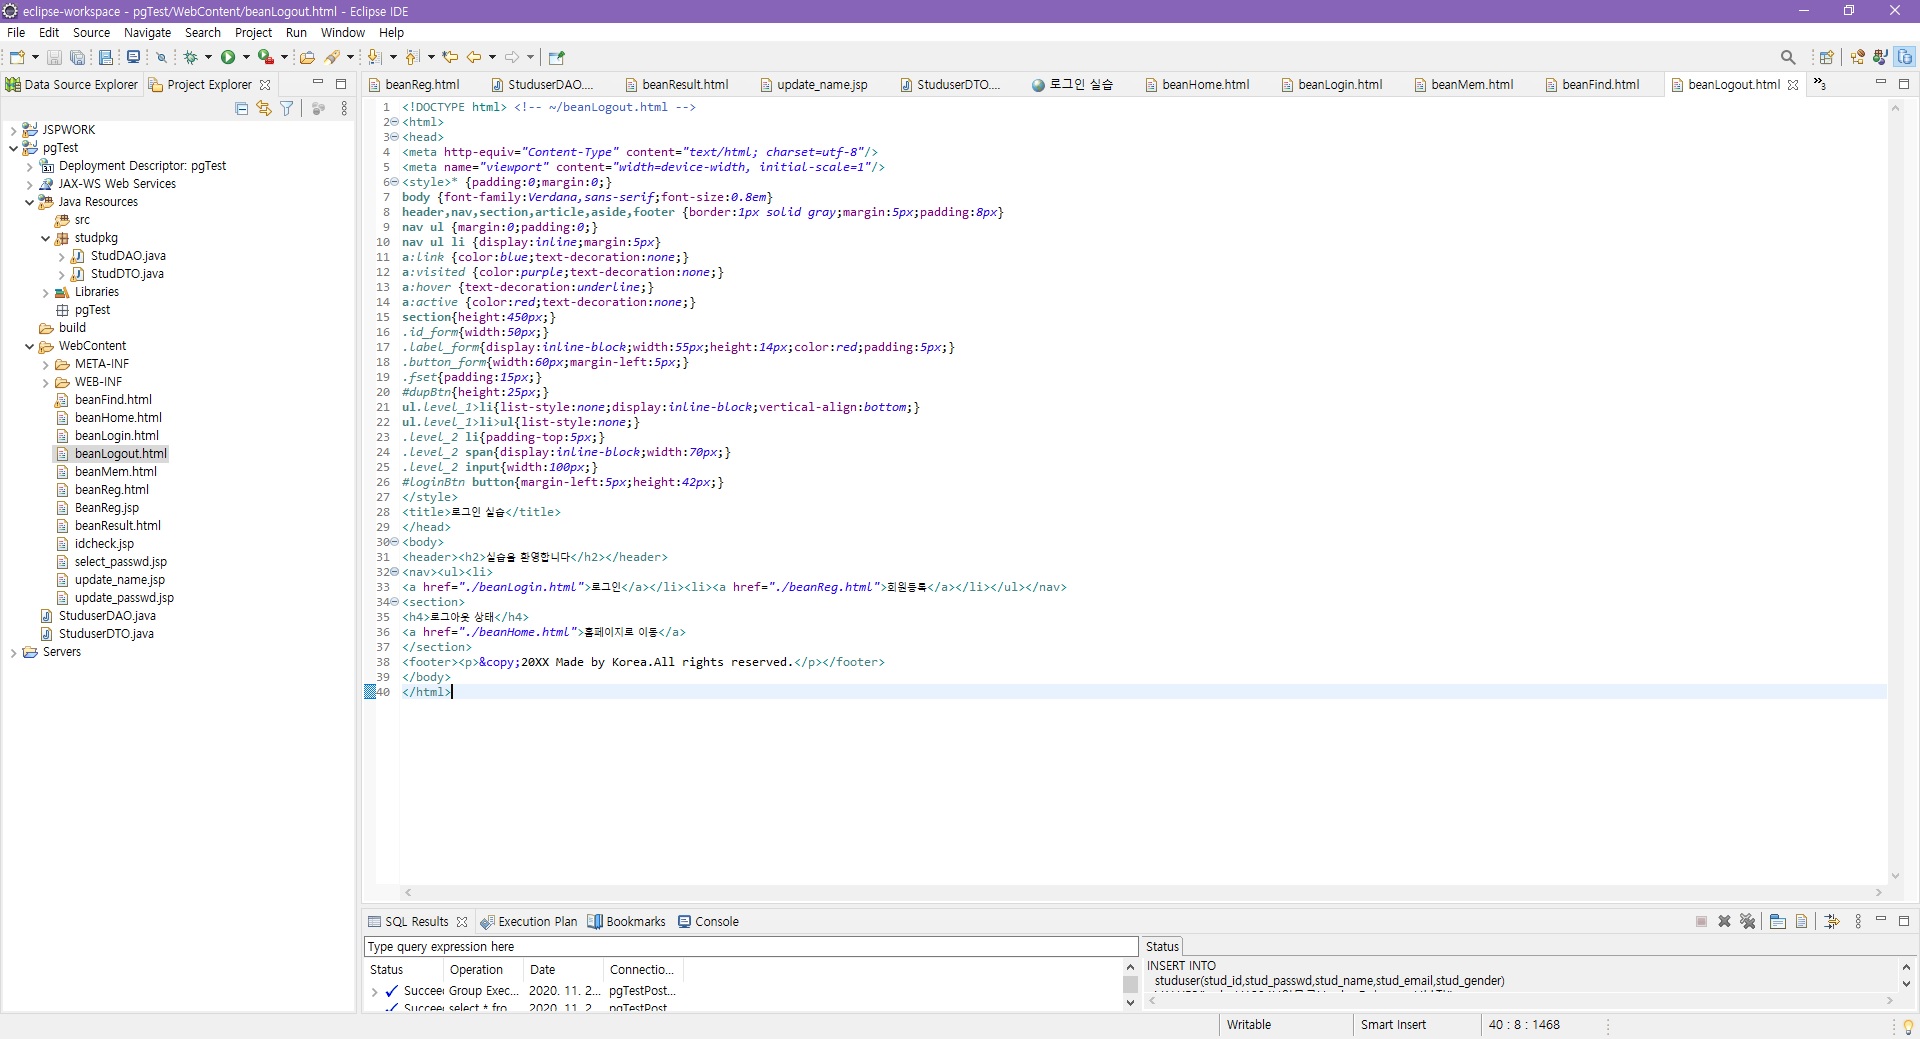 eclipse-workspace - pgTest/WebContent/beanLogout.html - Eclipse IDE
File Edit Source Navigate Search Project Run Window Help
Data Source Explorer Project Explorer
beanReg.html StuduserDAO.... beanResult.html update_name.jsp StuduserDTO.... 로그인 실습 beanHome.html beanLogin.html beanMem.html beanFind.html beanLogout.html »3
JSPWORK
pgTest
Deployment Descriptor: pgTest
JAX-WS Web Services
Java Resources
src
studpkg
StudDAO.java
StudDTO.java
Libraries
pgTest
build
WebContent
META-INF
WEB-INF
beanFind.html
beanHome.html
beanLogin.html
beanLogout.html
beanMem.html
beanReg.html
BeanReg.jsp
beanResult.html
idcheck.jsp
select_passwd.jsp
update_name.jsp
update_passwd.jsp
StuduserDAO.java
StuduserDTO.java
Servers
1 <!DOCTYPE html> <!-- ~/beanLogout.html -->
2 <html>
3 <head>
4 <meta http-equiv="Content-Type" content="text/html; charset=utf-8"/>
5 <meta name="viewport" content="width=device-width, initial-scale=1"/>
6 <style>* {padding:0;margin:0;}
7 body {font-family:Verdana,sans-serif;font-size:0.8em}
8 header,nav,section,article,aside,footer {border:1px solid gray;margin:5px;padding:8px}
9 nav ul {margin:0;padding:0;}
10 nav ul li {display:inline;margin:5px}
11 a:link {color:blue;text-decoration:none;}
12 a:visited {color:purple;text-decoration:none;}
13 a:hover {text-decoration:underline;}
14 a:active {color:red;text-decoration:none;}
15 section{height:450px;}
16 .id_form{width:50px;}
17 .label_form{display:inline-block;width:55px;height:14px;color:red;padding:5px;}
18 .button_form{width:60px;margin-left:5px;}
19 .fset{padding:15px;}
20 #dupBtn{height:25px;}
21 ul.level_1>li{list-style:none;display:inline-block;vertical-align:bottom;}
22 ul.level_1>li>ul{list-style:none;}
23 .level_2 li{padding-top:5px;}
24 .level_2 span{display:inline-block;width:70px;}
25 .level_2 input{width:100px;}
26 #loginBtn button{margin-left:5px;height:42px;}
27 </style>
28 <title>로그인 실습</title>
29 </head>
30 <body>
31 <header><h2>실습을 환영합니다</h2></header>
32 <nav><ul><li>
33 <a href="./beanLogin.html">로그인</a></li><li><a href="./beanReg.html">회원등록</a></li></ul></nav>
34 <section>
35 <h4>로그아웃 상태</h4>
36 <a href="./beanHome.html">홈페이지로 이동</a>
37 </section>
38 <footer><p>&copy;20XX Made by Korea.All rights reserved.</p></footer>
39 </body>
40 </html>
SQL Results Execution Plan Bookmarks Console
Type query expression here
Status Operation Date Connectio...
Succee Group Exec... 2020. 11. 2... pgTestPost...
Succee select * fro 2020. 11. 2 pgTestPost
Status
INSERT INTO
studuser(stud_id,stud_passwd,stud_name,stud_email,stud_gender)
Writable Smart Insert 40 : 8 : 1468